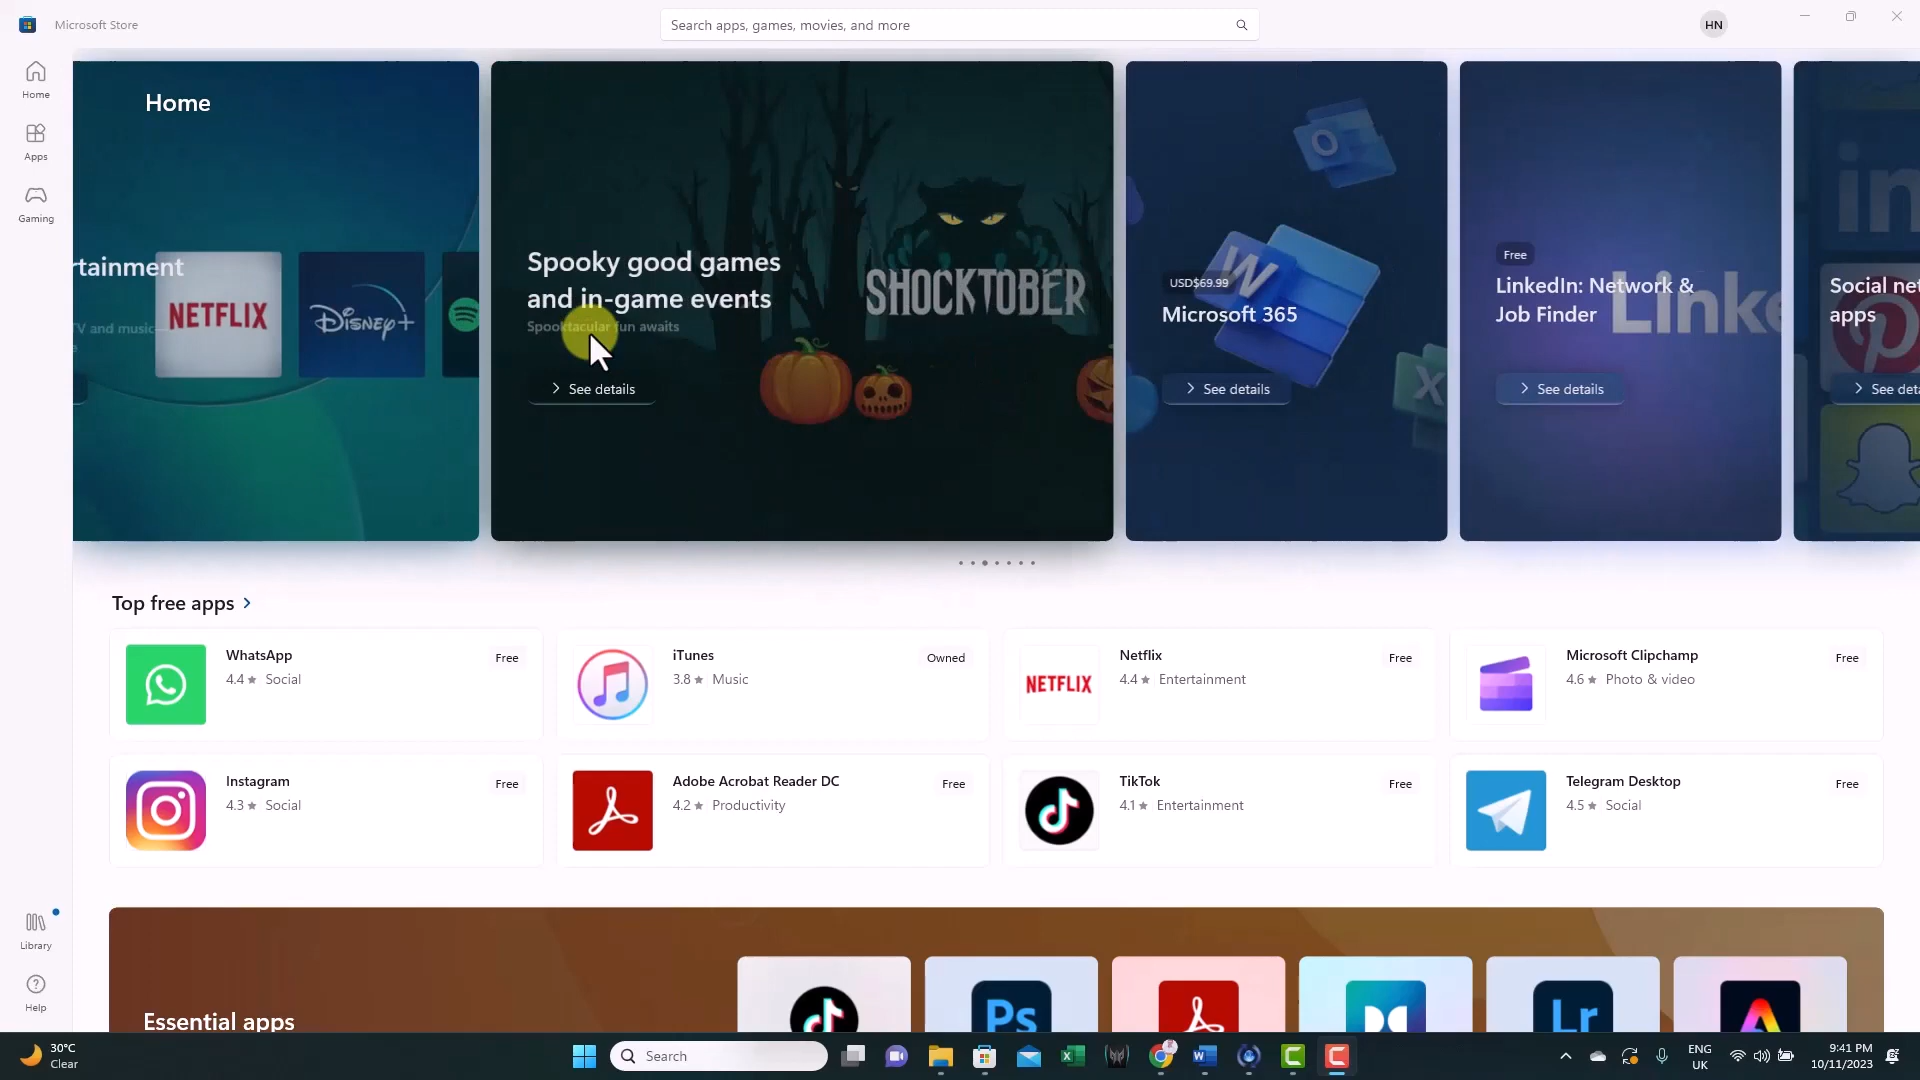 Microsoft Store
Search apps, games, movies, and more
HN
Home
Apps
Gaming
Library
Help
Home
rtainment
TV and music
NETFLIX
Disney+
Spooky good games
and in-game events
Spooktacular fun awaits
See details
SHOCKTOBER
USD$69.99
Microsoft 365
See details
Free
LinkedIn: Network &
Job Finder
Linke
See details
in
Social ne
apps
See deta
Top free apps
WhatsApp
4.4 ★ Social
Free
iTunes
3.8 ★ Music
Owned
NETFLIX
Netflix
4.4 ★ Entertainment
Free
Microsoft Clipchamp
4.6 ★ Photo & video
Free
Instagram
4.3 ★ Social
Free
Adobe Acrobat Reader DC
4.2 ★ Productivity
Free
TikTok
4.1 ★ Entertainment
Free
Telegram Desktop
4.5 ★ Social
Free
Essential apps
Ps
Lr
30°C
Clear
Search
ENG
UK
9:41 PM
10/11/2023